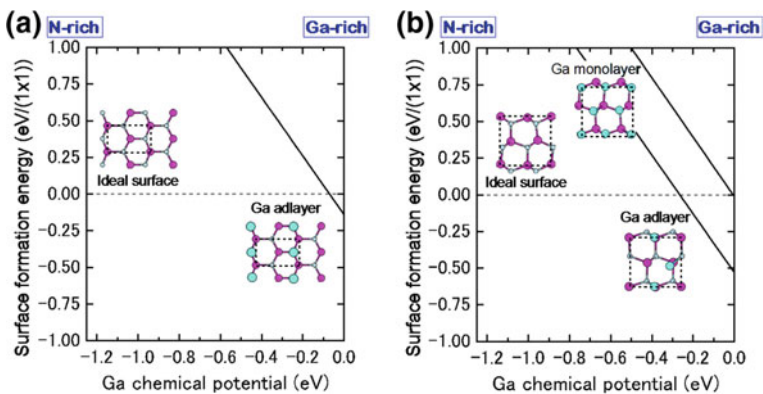 (a) N-rich Ga-rich
Surface formation energy (eV/(1x1))
1.00
0.75
0.50
0.25
0.00
−0.25
−0.50
−0.75
−1.00
Ideal surface
Ga adlayer
−1.2 −1.0 −0.8 −0.6 −0.4 −0.2 0.0
Ga chemical potential (eV)
(b) N-rich Ga-rich
Surface formation energy (eV/(1x1))
1.00
0.75
0.50
0.25
0.00
−0.25
−0.50
−0.75
−1.00
Ga monolayer
Ideal surface
Ga adlayer
−1.2 −1.0 −0.8 −0.6 −0.4 −0.2 0.0
Ga chemical potential (eV)